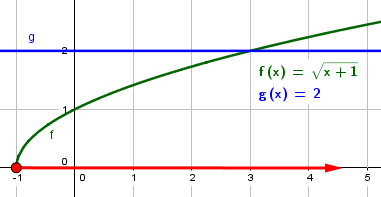 g
2
f(x) = √x+1
g(x) = 2
1
f
0
-1 0 1 2 3 4 5